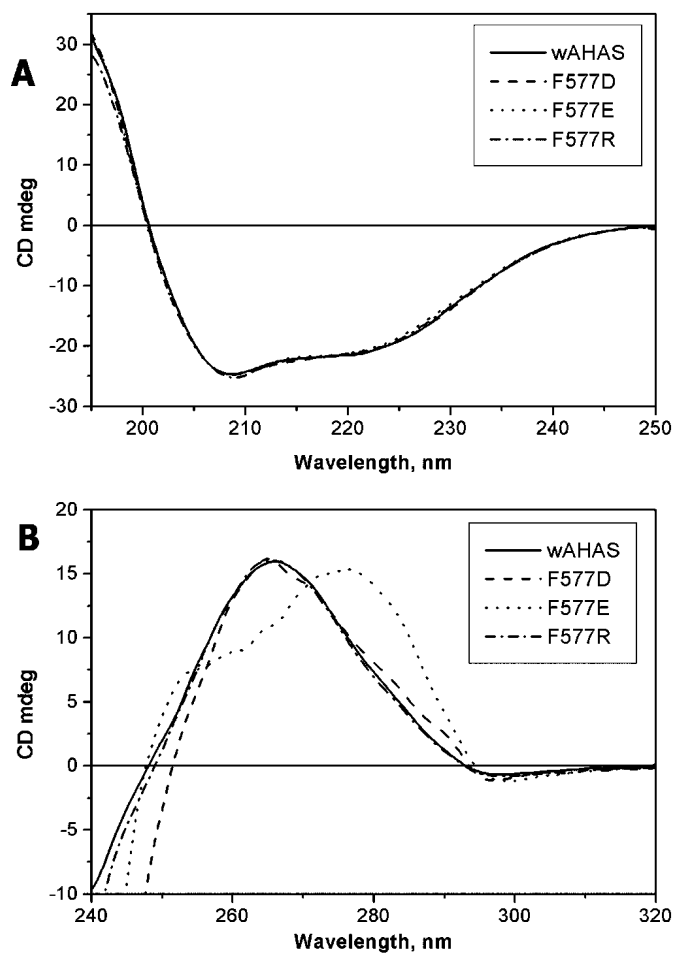 A
30
20
10
0
-10
-20
-30
CD mdeg
wAHAS
F577D
F577E
F577R
200 210 220 230 240 250
Wavelength, nm
B
20
15
10
5
0
-5
-10
CD mdeg
wAHAS
F577D
F577E
F577R
240 260 280 300 320
Wavelength, nm